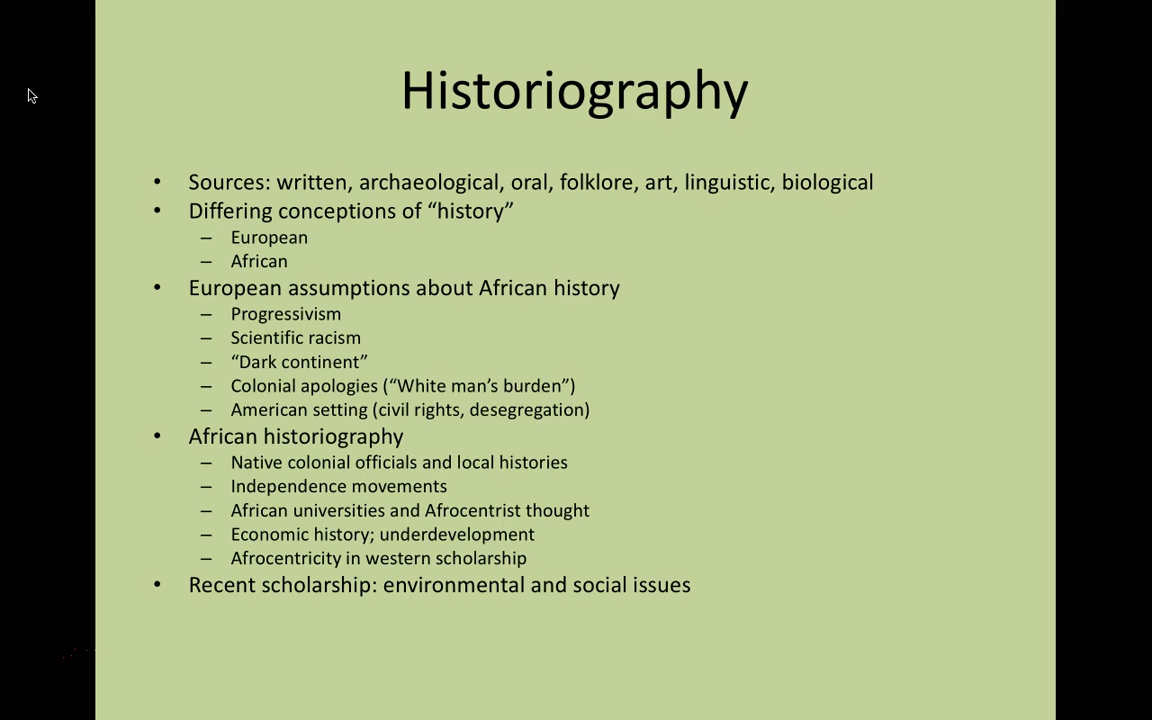 Historiography
• Sources: written, archaeological, oral, folklore, art, linguistic, biological
• Differing conceptions of “history”
– European
– African
• European assumptions about African history
– Progressivism
– Scientific racism
– “Dark continent”
– Colonial apologies (“White man’s burden”)
– American setting (civil rights, desegregation)
• African historiography
– Native colonial officials and local histories
– Independence movements
– African universities and Afrocentrist thought
– Economic history; underdevelopment
– Afrocentricity in western scholarship
• Recent scholarship: environmental and social issues